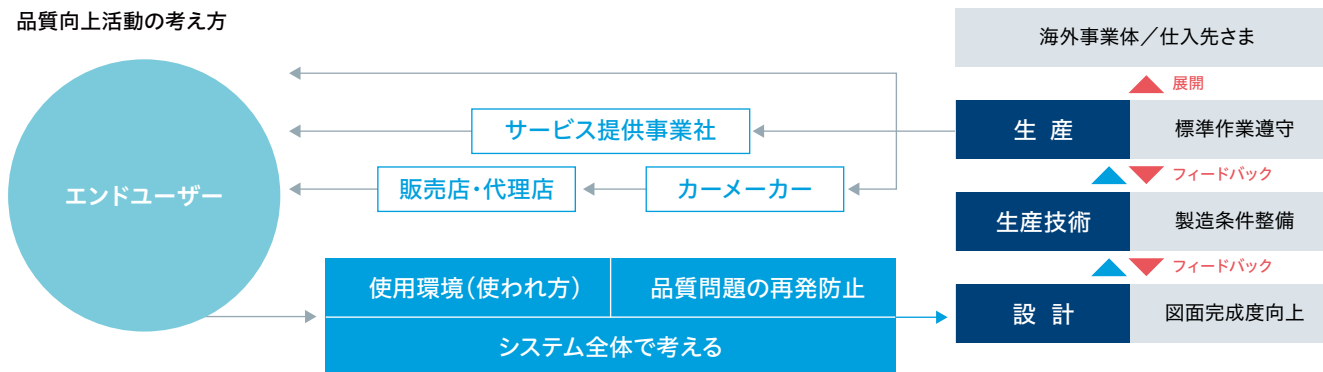 品質向上活動の考え方
海外事業体／仕入先さま
展開
サービス提供事業社
生産
標準作業遵守
エンドユーザー
販売店・代理店
カーメーカー
フィードバック
生産技術
製造条件整備
フィードバック
使用環境（使われ方）
品質問題の再発防止
設計
図面完成度向上
システム全体で考える